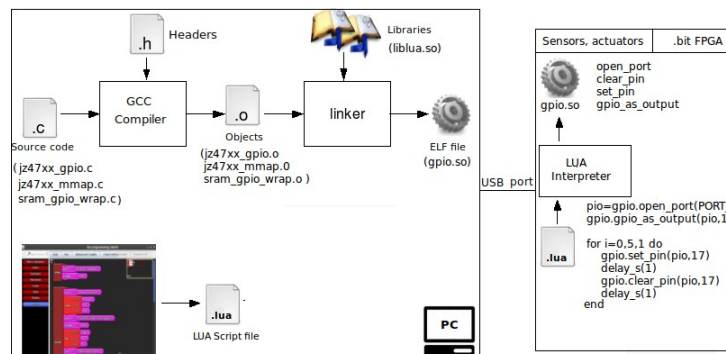 .h
Headers
Libraries
(liblua.so)
.c
Source code
(jz47xx_gpio.c
jz47xx_mmap.c
sram_gpio_wrap.c)
GCC
Compiler
.o
Objects
(jz47xx_gpio.o
jz47xx_mmap.0
sram_gpio_wrap.o )
linker
ELF file
(gpio.so)
.lua
LUA Script file
PC
USB port
Sensors, actuators
.bit FPGA
gpio.so
open_port
clear_pin
set_pin
gpio_as_output
LUA
Interpreter
.lua
pio=gpio.open_port(PORT_
gpio.gpio_as_output(pio,1
for i=0,5,1 do
gpio.set_pin(pio,17)
delay_s(1)
gpio.clear_pin(pio,17)
delay_s(1)
end